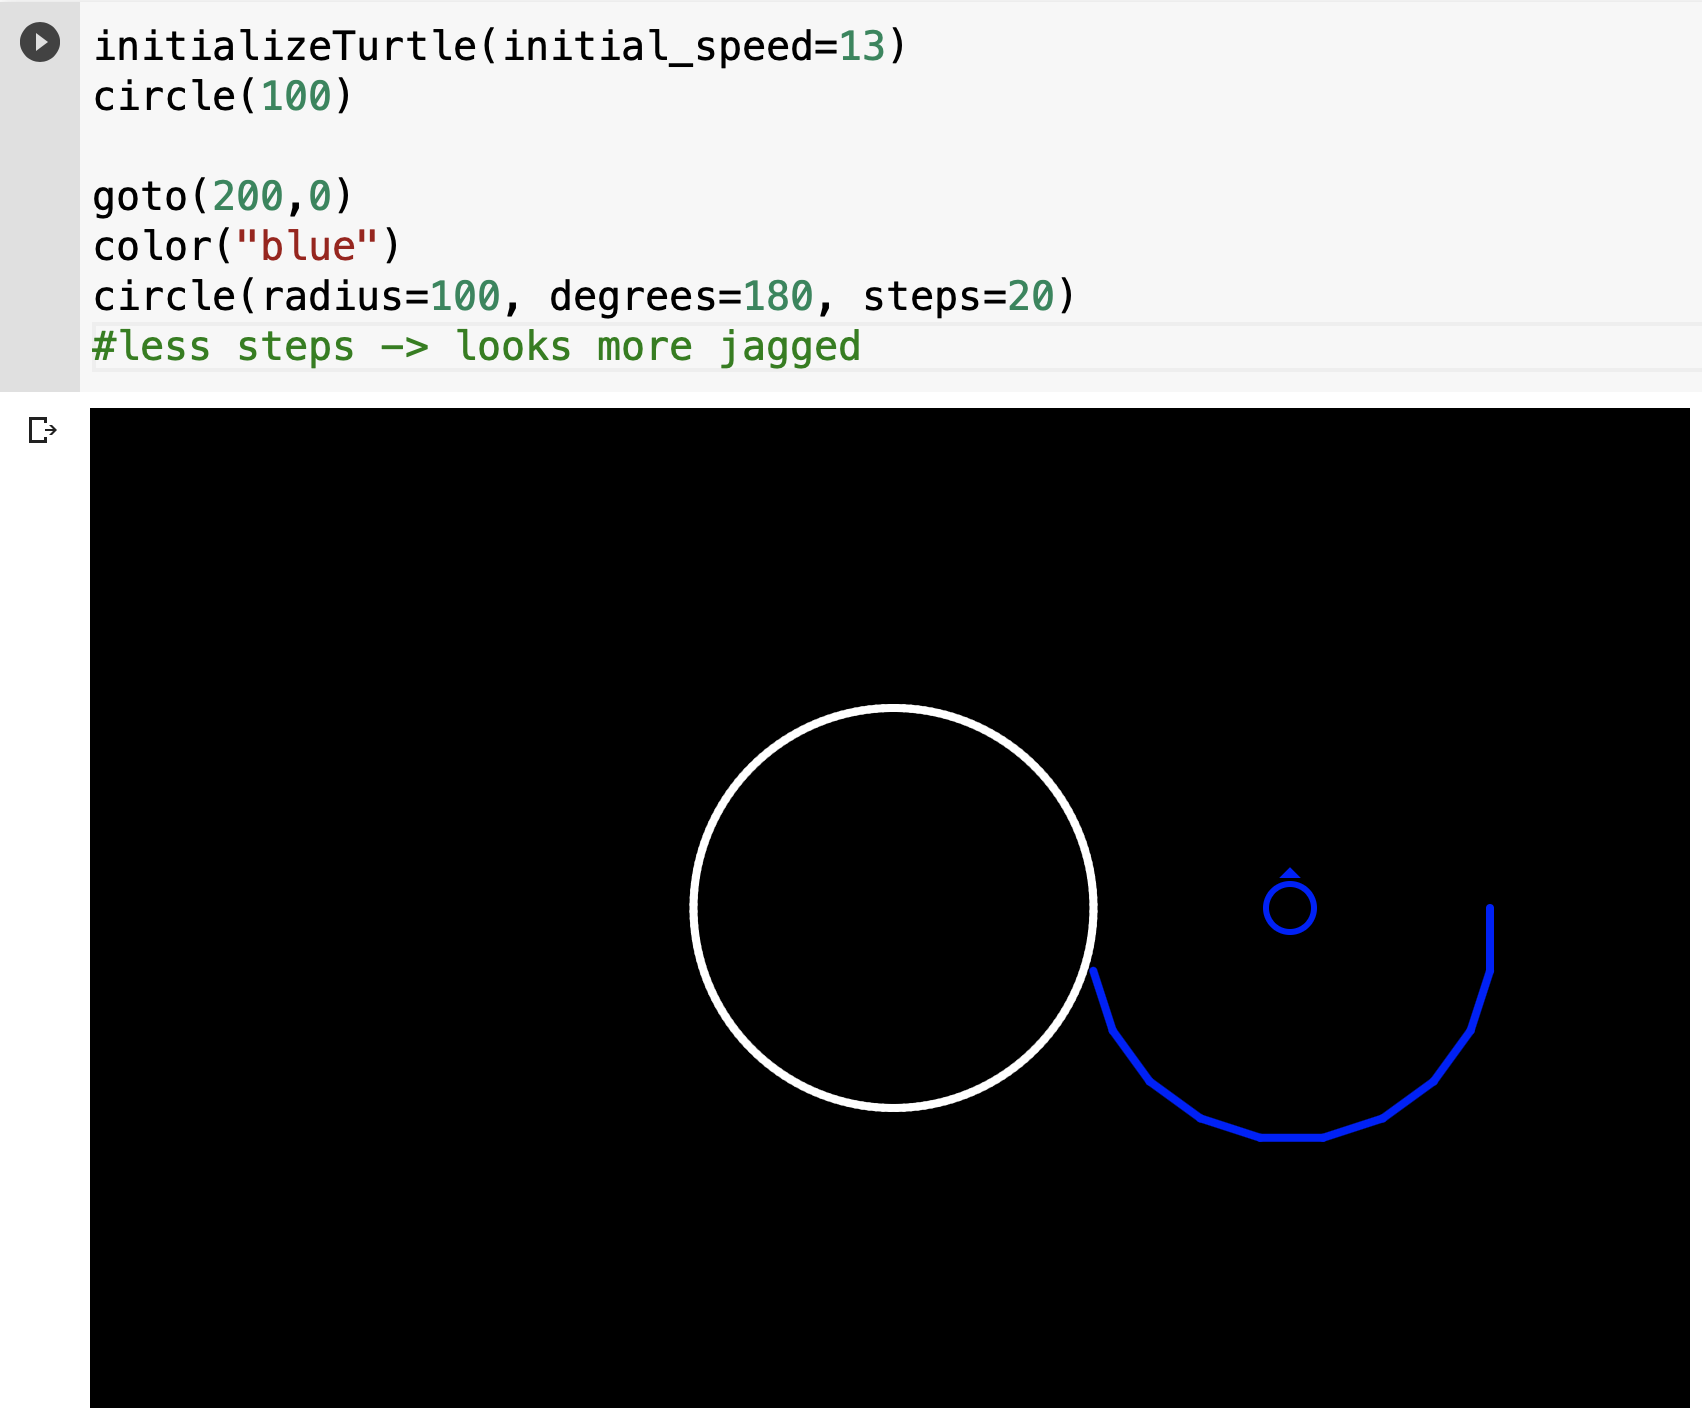 initializeTurtle(initial_speed=13)
circle(100)
goto(200,0)
color("blue")
circle(radius=100, degrees=180, steps=20)
#less steps -> looks more jagged